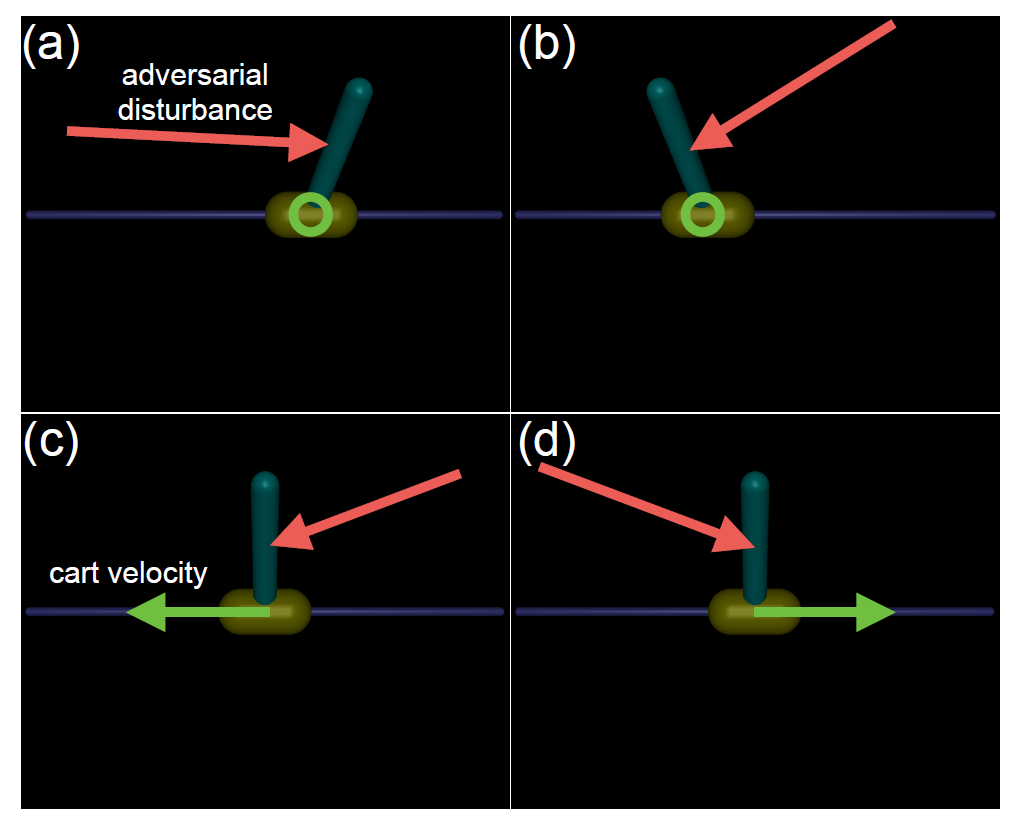 (a)
adversarial
disturbance
(b)
(c)
cart velocity
(d)